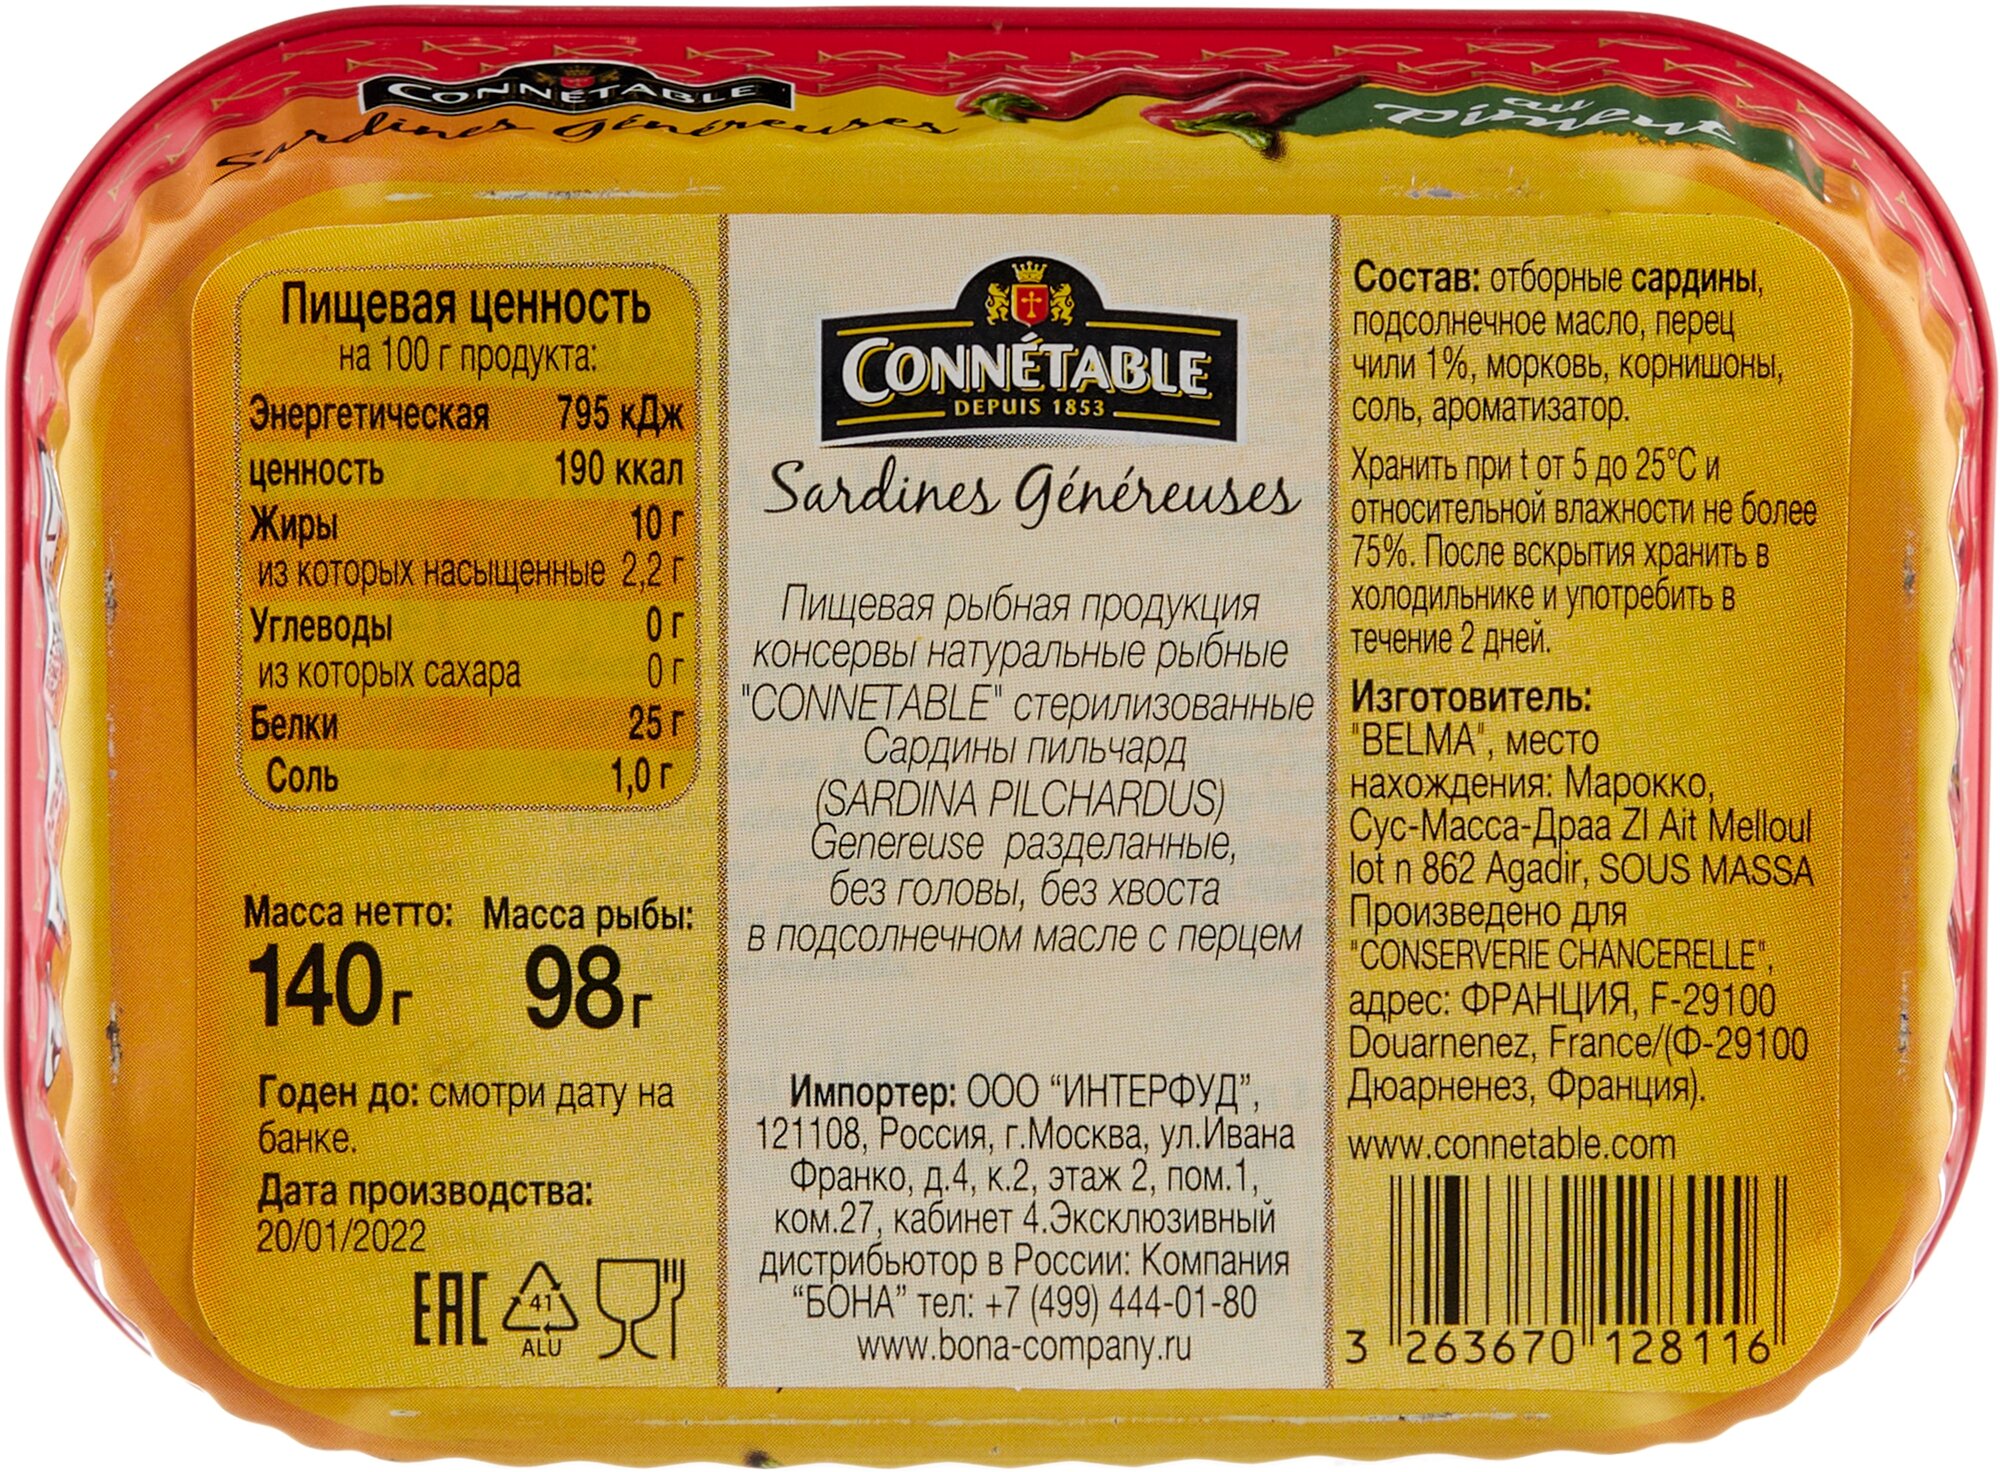 CONNÉTABLE
Sardines Généreuses
au
Piment
Пищевая ценность
на 100 г продукта:
Энергетическая 795 кДж
ценность 190 ккал
Жиры 10 г
из которых насыщенные 2,2 г
Углеводы 0 г
из которых сахара 0 г
Белки 25 г
Соль 1,0 г
Масса нетто: Масса рыбы:
140 г 98 г
Годен до: смотри дату на
банке.
Дата производства:
20/01/2022
EAC
41
ALU
CONNÉTABLE
DEPUIS 1853
Sardines Généreuses
Пищевая рыбная продукция
консервы натуральные рыбные
"CONNETABLE" стерилизованные
Сардины пильчард
(SARDINA PILCHARDUS)
Genereuse разделанные,
без головы, без хвоста
в подсолнечном масле с перцем
Импортер: ООО “ИНТЕРФУД”,
121108, Россия, г.Москва, ул.Ивана
Франко, д.4, к.2, этаж 2, пом.1,
ком.27, кабинет 4.Эксклюзивный
дистрибьютор в России: Компания
“БОНА” тел: +7 (499) 444-01-80
www.bona-company.ru
Состав: отборные сардины,
подсолнечное масло, перец
чили 1%, морковь, корнишоны,
соль, ароматизатор.
Хранить при t от 5 до 25°С и
относительной влажности не более
75%. После вскрытия хранить в
холодильнике и употребить в
течение 2 дней.
Изготовитель:
"BELMA", место
нахождения: Марокко,
Сус-Масса-Драа ZI Ait Melloul
lot n 862 Agadir, SOUS MASSA
Произведено для
"CONSERVERIE CHANCERELLE",
адрес: ФРАНЦИЯ, F-29100
Douarnenez, France/(Ф-29100
Дюарненез, Франция).
www.connetable.com
3 263670 128116